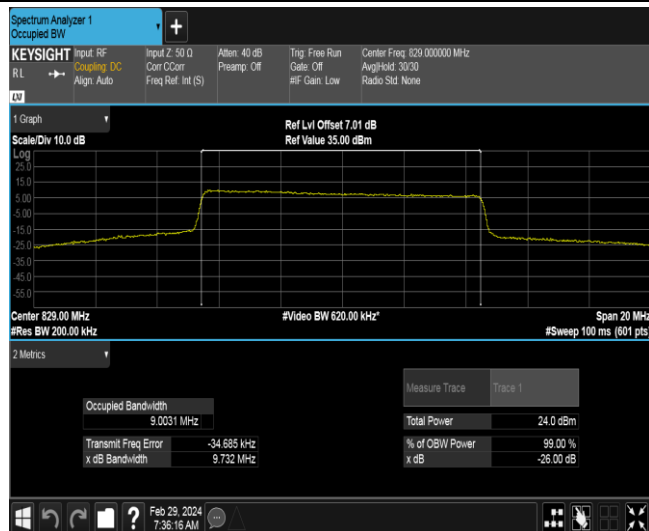 Spectrum Analyzer 1
Occupied BW
+
KEYSIGHT Input: RF Input Z: 50 Ω Atten: 40 dB Trig: Free Run Center Freq: 829.000000 MHz
RL Coupling: DC Corr CCorr Preamp: Off Gate: Off Avg|Hold: 30/30
Align: Auto Freq Ref: Int (S) #IF Gain: Low Radio Std: None
1 Graph
Ref Lvl Offset 7.01 dB
Scale/Div 10.0 dB Ref Value 35.00 dBm
Log
25.0
15.0
5.00
-5.00
-15.0
-25.0
-35.0
-45.0
-55.0
Center 829.00 MHz #Video BW 620.00 kHz* Span 20 MHz
#Res BW 200.00 kHz #Sweep 100 ms (601 pts)
2 Metrics
Measure Trace Trace 1
Occupied Bandwidth
9.0031 MHz Total Power 24.0 dBm
Transmit Freq Error -34.685 kHz % of OBW Power 99.00 %
x dB Bandwidth 9.732 MHz x dB -26.00 dB
? Feb 29, 2024
7:36:16 AM